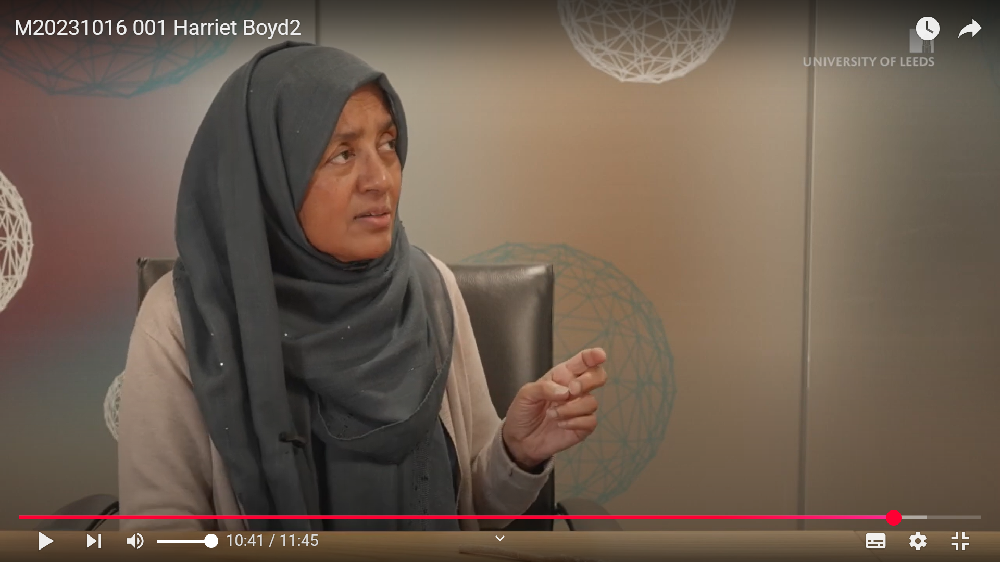 M20231016 001 Harriet Boyd2
UNIVERSITY OF LEEDS
10:41 / 11:45